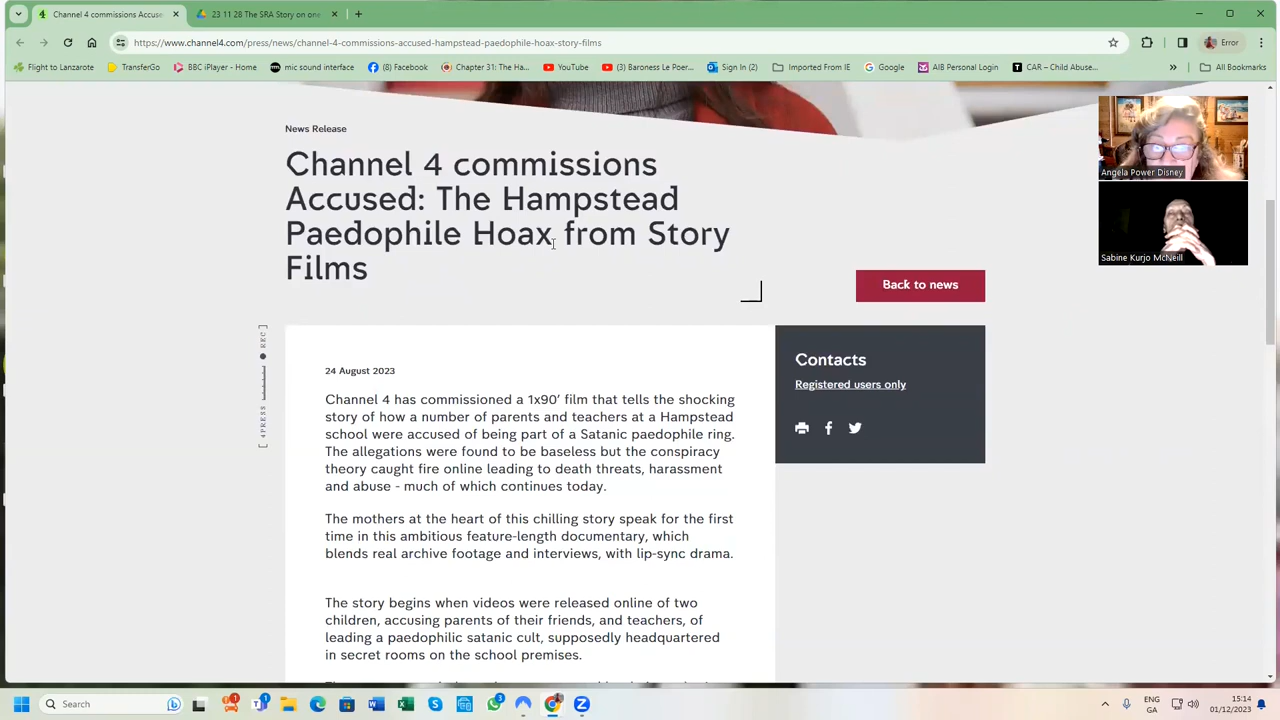 Channel 4 commissions Accuse
23 11 28 The SRA Story on one
https://www.channel4.com/press/news/channel-4-commissions-accused-hampstead-paedophile-hoax-story-films
Error
Flight to Lanzarote
TransferGo
BBC iPlayer - Home
mic sound interface
(8) Facebook
Chapter 31: The Ha...
YouTube
(3) Baroness Le Poer...
Sign In (2)
Imported From IE
Google
AIB Personal Login
CAR – Child Abuse...
All Bookmarks
News Release
Channel 4 commissions
Accused: The Hampstead
Paedophile Hoax from Story
Films
Back to news
Angela Power Disney
Sabine Kurjo McNeill
[ 4PRESS REC ]
24 August 2023
Channel 4 has commissioned a 1x90' film that tells the shocking
story of how a number of parents and teachers at a Hampstead
school were accused of being part of a Satanic paedophile ring.
The allegations were found to be baseless but the conspiracy
theory caught fire online leading to death threats, harassment
and abuse - much of which continues today.
The mothers at the heart of this chilling story speak for the first
time in this ambitious feature-length documentary, which
blends real archive footage and interviews, with lip-sync drama.
The story begins when videos were released online of two
children, accusing parents of their friends, and teachers, of
leading a paedophilic satanic cult, supposedly headquartered
in secret rooms on the school premises.
Contacts
Registered users only
Search
ENG
GA
15:14
01/12/2023